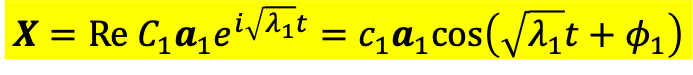 𝑿 = Re 𝐶₁𝒂₁𝑒^{𝑖√𝜆₁𝑡} = 𝑐₁𝒂₁cos(√𝜆₁𝑡 + 𝜙₁)